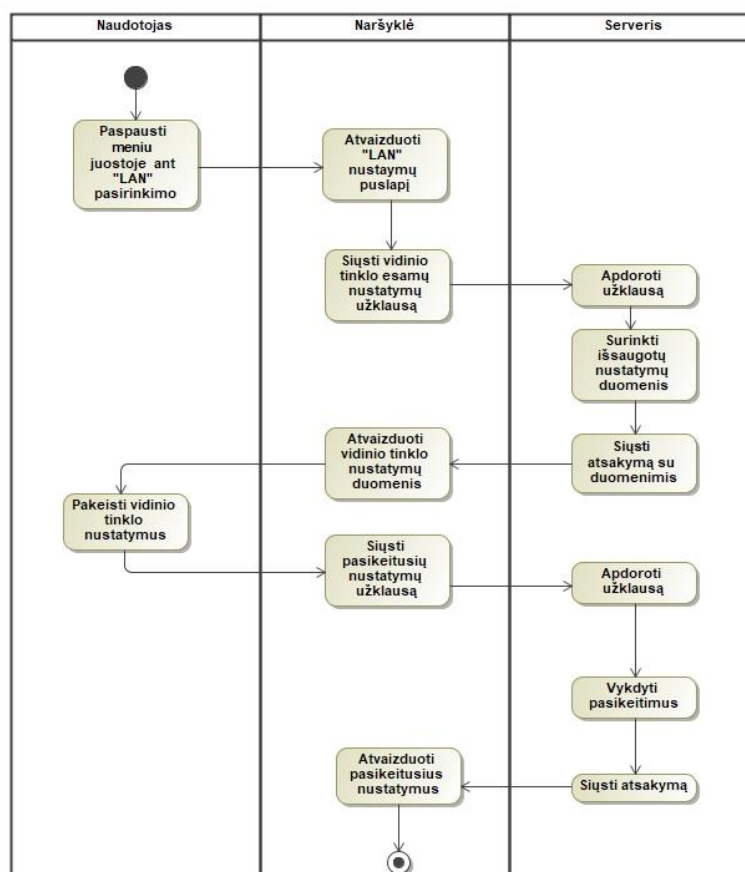 Naudotojas
Naršyklė
Serveris
Paspausti
meniu
juostoje ant
"LAN"
pasirinkimo
Atvaizduoti
"LAN"
nustaymų
puslapį
Siųsti vidinio
tinklo esamų
nustatymų
užklausą
Apdoroti
užklausą
Surinkti
išsaugotų
nustatymų
duomenis
Siųsti
atsakymą su
duomenimis
Atvaizduoti
vidinio tinklo
nustatymų
duomenis
Pakeisti vidinio
tinklo
nustatymus
Siųsti
pasikeitusių
nustatymų
užklausą
Apdoroti
užklausą
Vykdyti
pasikeitimus
Siųsti atsakymą
Atvaizduoti
pasikeitusius
nustatymus